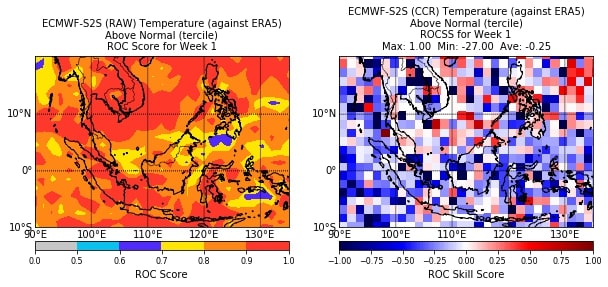 ECMWF-S2S (RAW) Temperature (against ERA5)
Above Normal (tercile)
ROC Score for Week 1
10°N
0°
10°S
90°E 100°E 110°E 120°E 130°E
0.0 0.5 0.6 0.7 0.8 0.9 1.0
ROC Score
ECMWF-S2S (CCR) Temperature (against ERA5)
Above Normal (tercile)
ROCSS for Week 1
Max: 1.00 Min: -27.00 Ave: -0.25
10°N
0°
10°S
90°E 100°E 110°E 120°E 130°E
−1.00 −0.75 −0.50 −0.25 0.00 0.25 0.50 0.75 1.00
ROC Skill Score